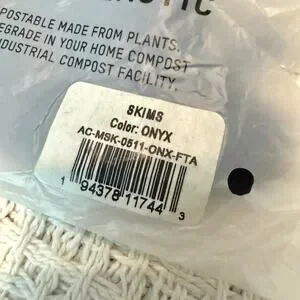 POSTABLE MADE FROM PLANTS.
EGRADE IN YOUR HOME COMPOST
NDUSTRIAL COMPOST FACILITY.
SKIMS
Color: ONYX
AC-MSK-0511-ONX-FTA
1 94378 11744 3